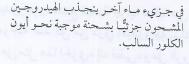 في جزيء ماء آخر ينجذب الهيدروجين
المشحون جزئيًّا بشحنة موجبة نحو أيون
الكلور السالب.